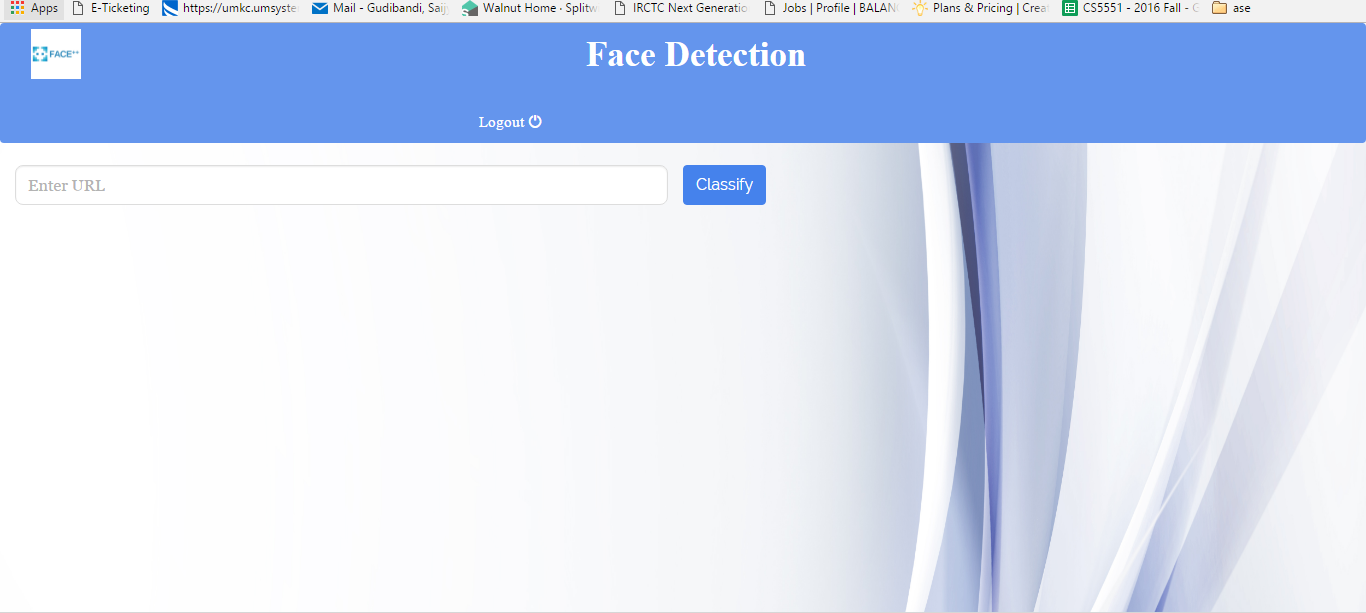 Apps E-Ticketing https://umkc.umsyste Mail - Gudibandi, Sai Walnut Home · Splitw IRCTC Next Generatio Jobs | Profile | BALAN Plans & Pricing | Crea CS5551 - 2016 Fall - G ase
FACE++
Face Detection
Logout
Enter URL
Classify